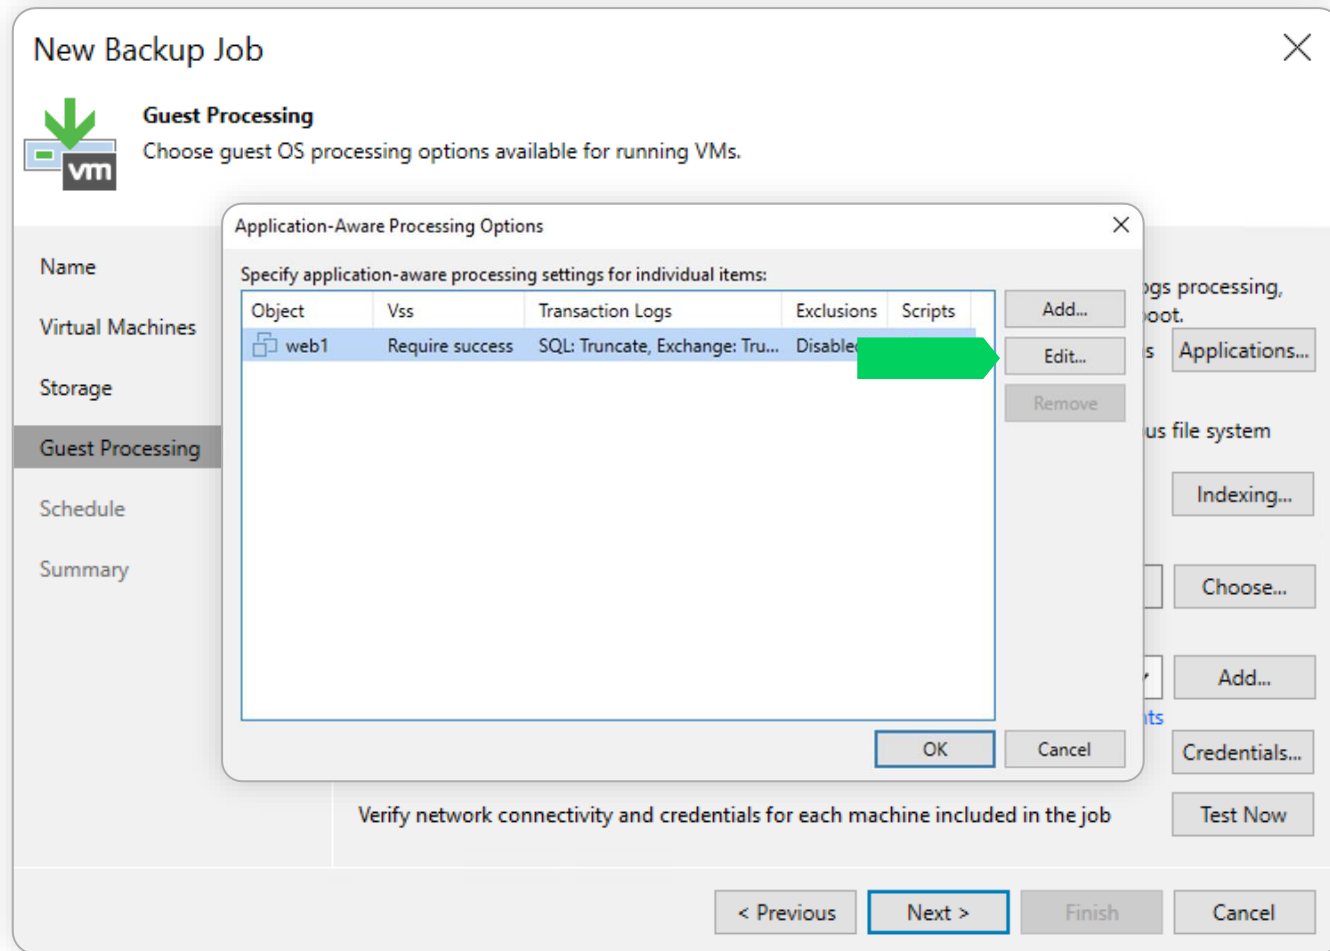 New Backup Job
Guest Processing
Choose guest OS processing options available for running VMs.
vm
Name
Virtual Machines
Storage
Guest Processing
Schedule
Summary
Application-Aware Processing Options
Specify application-aware processing settings for individual items:
Object Vss Transaction Logs Exclusions Scripts
web1 Require success SQL: Truncate, Exchange: Tru...
Add...
Edit...
Remove
OK Cancel
processing,
Applications...
file system
Indexing...
Choose...
Add...
Credentials...
Verify network connectivity and credentials for each machine included in the job Test Now
< Previous Next > Finish Cancel